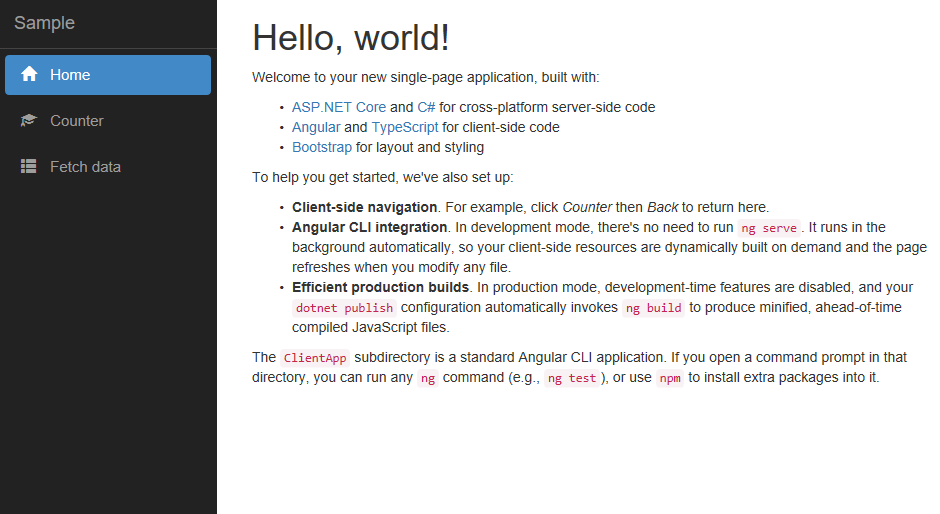 Sample
Home
Counter
Fetch data
Hello, world!
Welcome to your new single-page application, built with:
• ASP.NET Core and C# for cross-platform server-side code
• Angular and TypeScript for client-side code
• Bootstrap for layout and styling
To help you get started, we've also set up:
• Client-side navigation. For example, click Counter then Back to return here.
• Angular CLI integration. In development mode, there's no need to run ng serve. It runs in the
background automatically, so your client-side resources are dynamically built on demand and the page
refreshes when you modify any file.
• Efficient production builds. In production mode, development-time features are disabled, and your
dotnet publish configuration automatically invokes ng build to produce minified, ahead-of-time
compiled JavaScript files.
The ClientApp subdirectory is a standard Angular CLI application. If you open a command prompt in that
directory, you can run any ng command (e.g., ng test), or use npm to install extra packages into it.